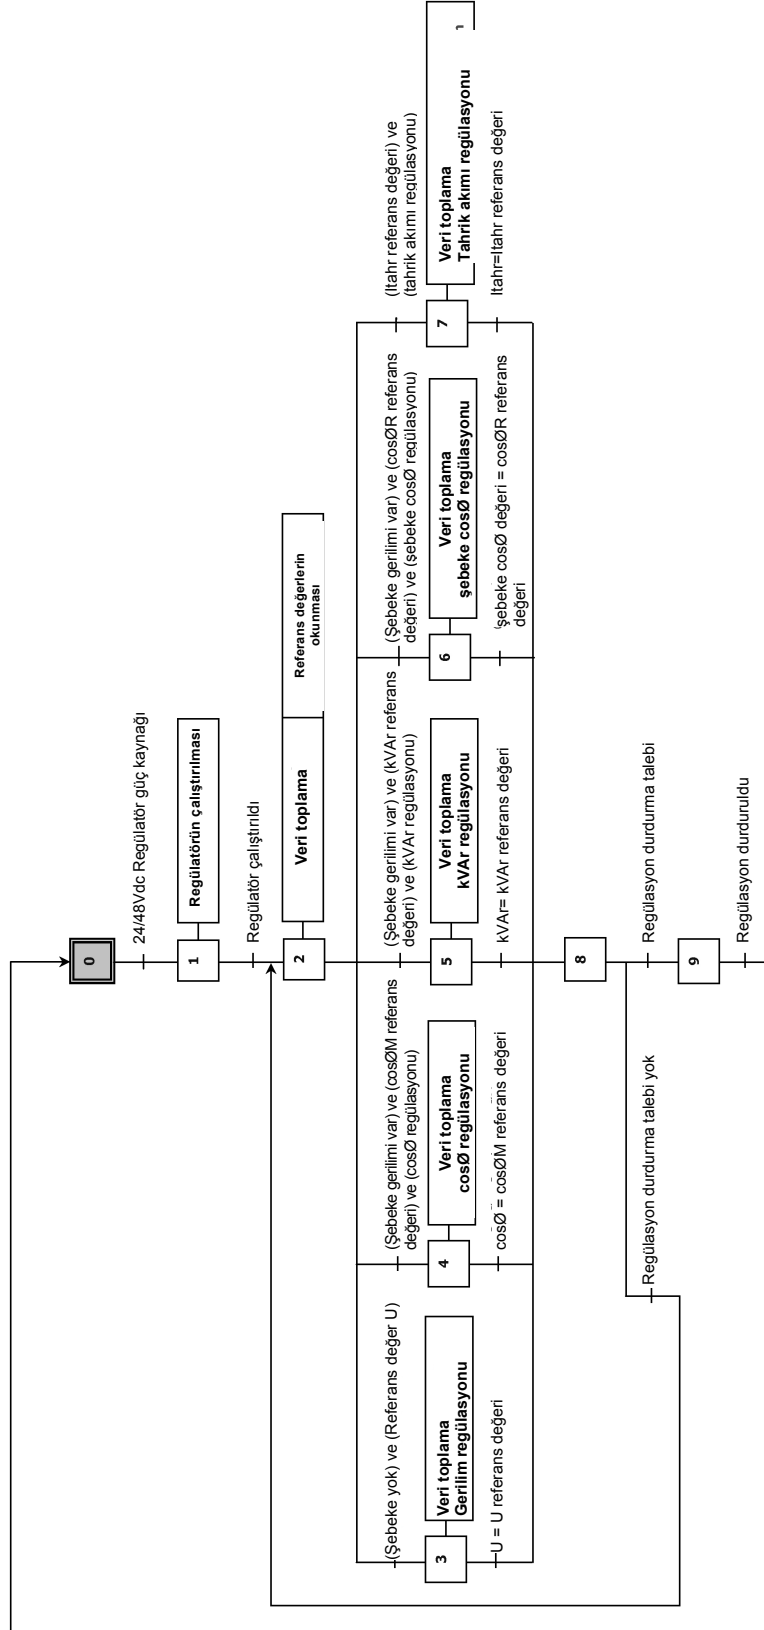 0
24/48Vdc Regülatör güç kaynağı
1
Regülatörün çalıştırılması
Regülatör çalıştırıldı
2
Veri toplama
Referans değerlerin
okunması
(Şebeke yok) ve (Referans değer U)
3
Veri toplama
Gerilim regülasyonu
U = U referans değeri
(Şebeke gerilimi var) ve (cosØM referans
değeri) ve (cosØ regülasyonu)
4
Veri toplama
cosØ regülasyonu
cosØ = cosØM referans değeri
(Şebeke gerilimi var) ve (kVAr referans
değeri) ve (kVAr regülasyonu)
5
Veri toplama
kVAr regülasyonu
kVAr= kVAr referans değeri
(Şebeke gerilimi var) ve (cosØR referans
değeri) ve (şebeke cosØ regülasyonu)
6
Veri toplama
şebeke cosØ regülasyonu
şebeke cosØ değeri = cosØR referans
değeri
(Itahr referans değeri) ve
(tahrik akımı regülasyonu)
7
Veri toplama
Tahrik akımı regülasyonu
Itahr=Itahr referans değeri
8
Regülasyon durdurma talebi yok
Regülasyon durdurma talebi
9
Regülasyon durduruldu